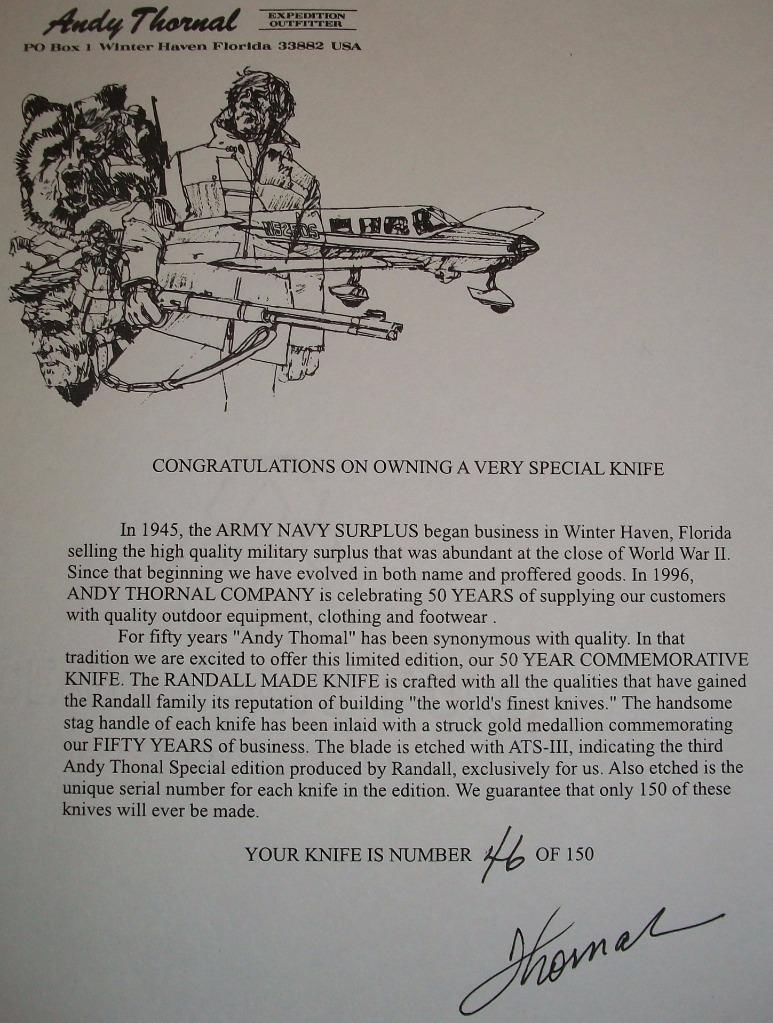 Andy Thornal EXPEDITION
OUTFITTER
PO Box 1 Winter Haven Florida 33882 USA
CONGRATULATIONS ON OWNING A VERY SPECIAL KNIFE
In 1945, the ARMY NAVY SURPLUS began business in Winter Haven, Florida
selling the high quality military surplus that was abundant at the close of World War II.
Since that beginning we have evolved in both name and proffered goods. In 1996,
ANDY THORNAL COMPANY is celebrating 50 YEARS of supplying our customers
with quality outdoor equipment, clothing and footwear .
For fifty years "Andy Thomal" has been synonymous with quality. In that
tradition we are excited to offer this limited edition, our 50 YEAR COMMEMORATIVE
KNIFE. The RANDALL MADE KNIFE is crafted with all the qualities that have gained
the Randall family its reputation of building "the world's finest knives." The handsome
stag handle of each knife has been inlaid with a struck gold medallion commemorating
our FIFTY YEARS of business. The blade is etched with ATS-III, indicating the third
Andy Thonal Special edition produced by Randall, exclusively for us. Also etched is the
unique serial number for each knife in the edition. We guarantee that only 150 of these
knives will ever be made.
YOUR KNIFE IS NUMBER 46 OF 150
Thornal